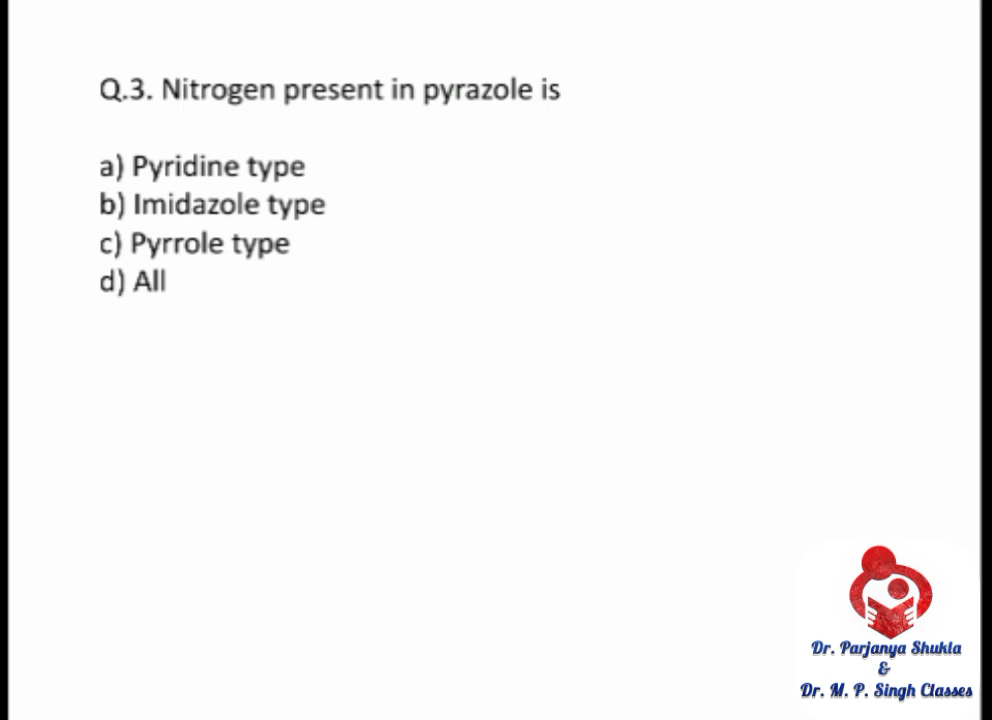 Q.3. Nitrogen present in pyrazole is
a) Pyridine type
b) Imidazole type
c) Pyrrole type
d) All
Dr. Parjanya Shukla
&
Dr. M. P. Singh Classes